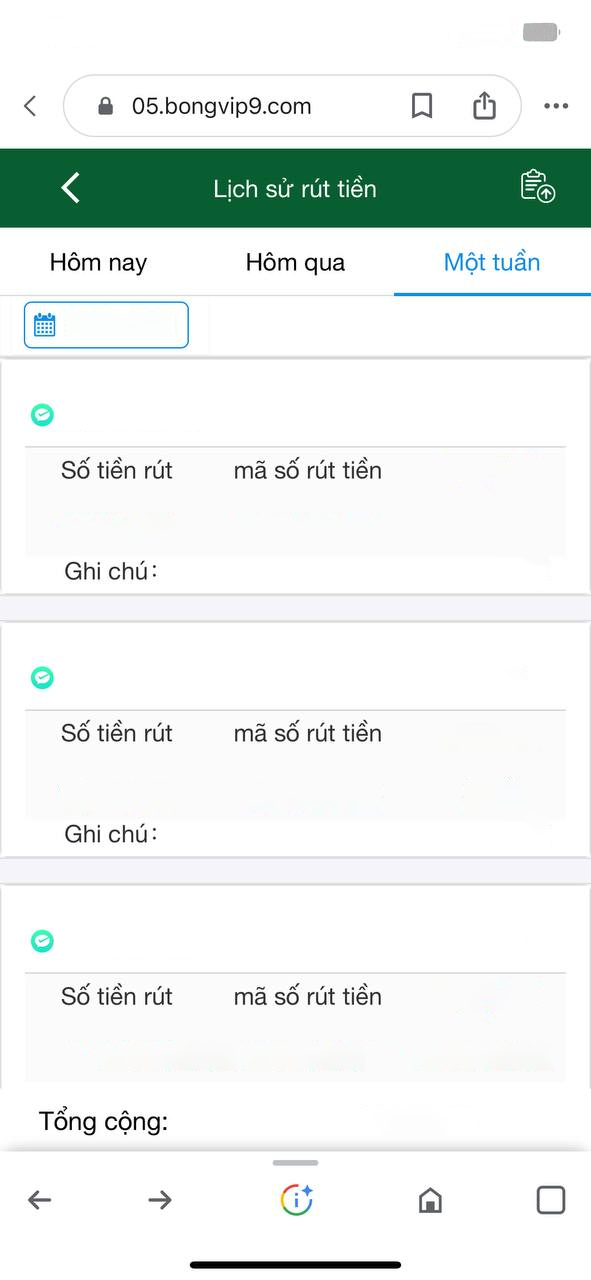 05.bongvip9.com
Lịch sử rút tiền
Hôm nay Hôm qua Một tuần
Số tiền rút mã số rút tiền
Ghi chú:
Số tiền rút mã số rút tiền
Ghi chú:
Số tiền rút mã số rút tiền
Tổng cộng: